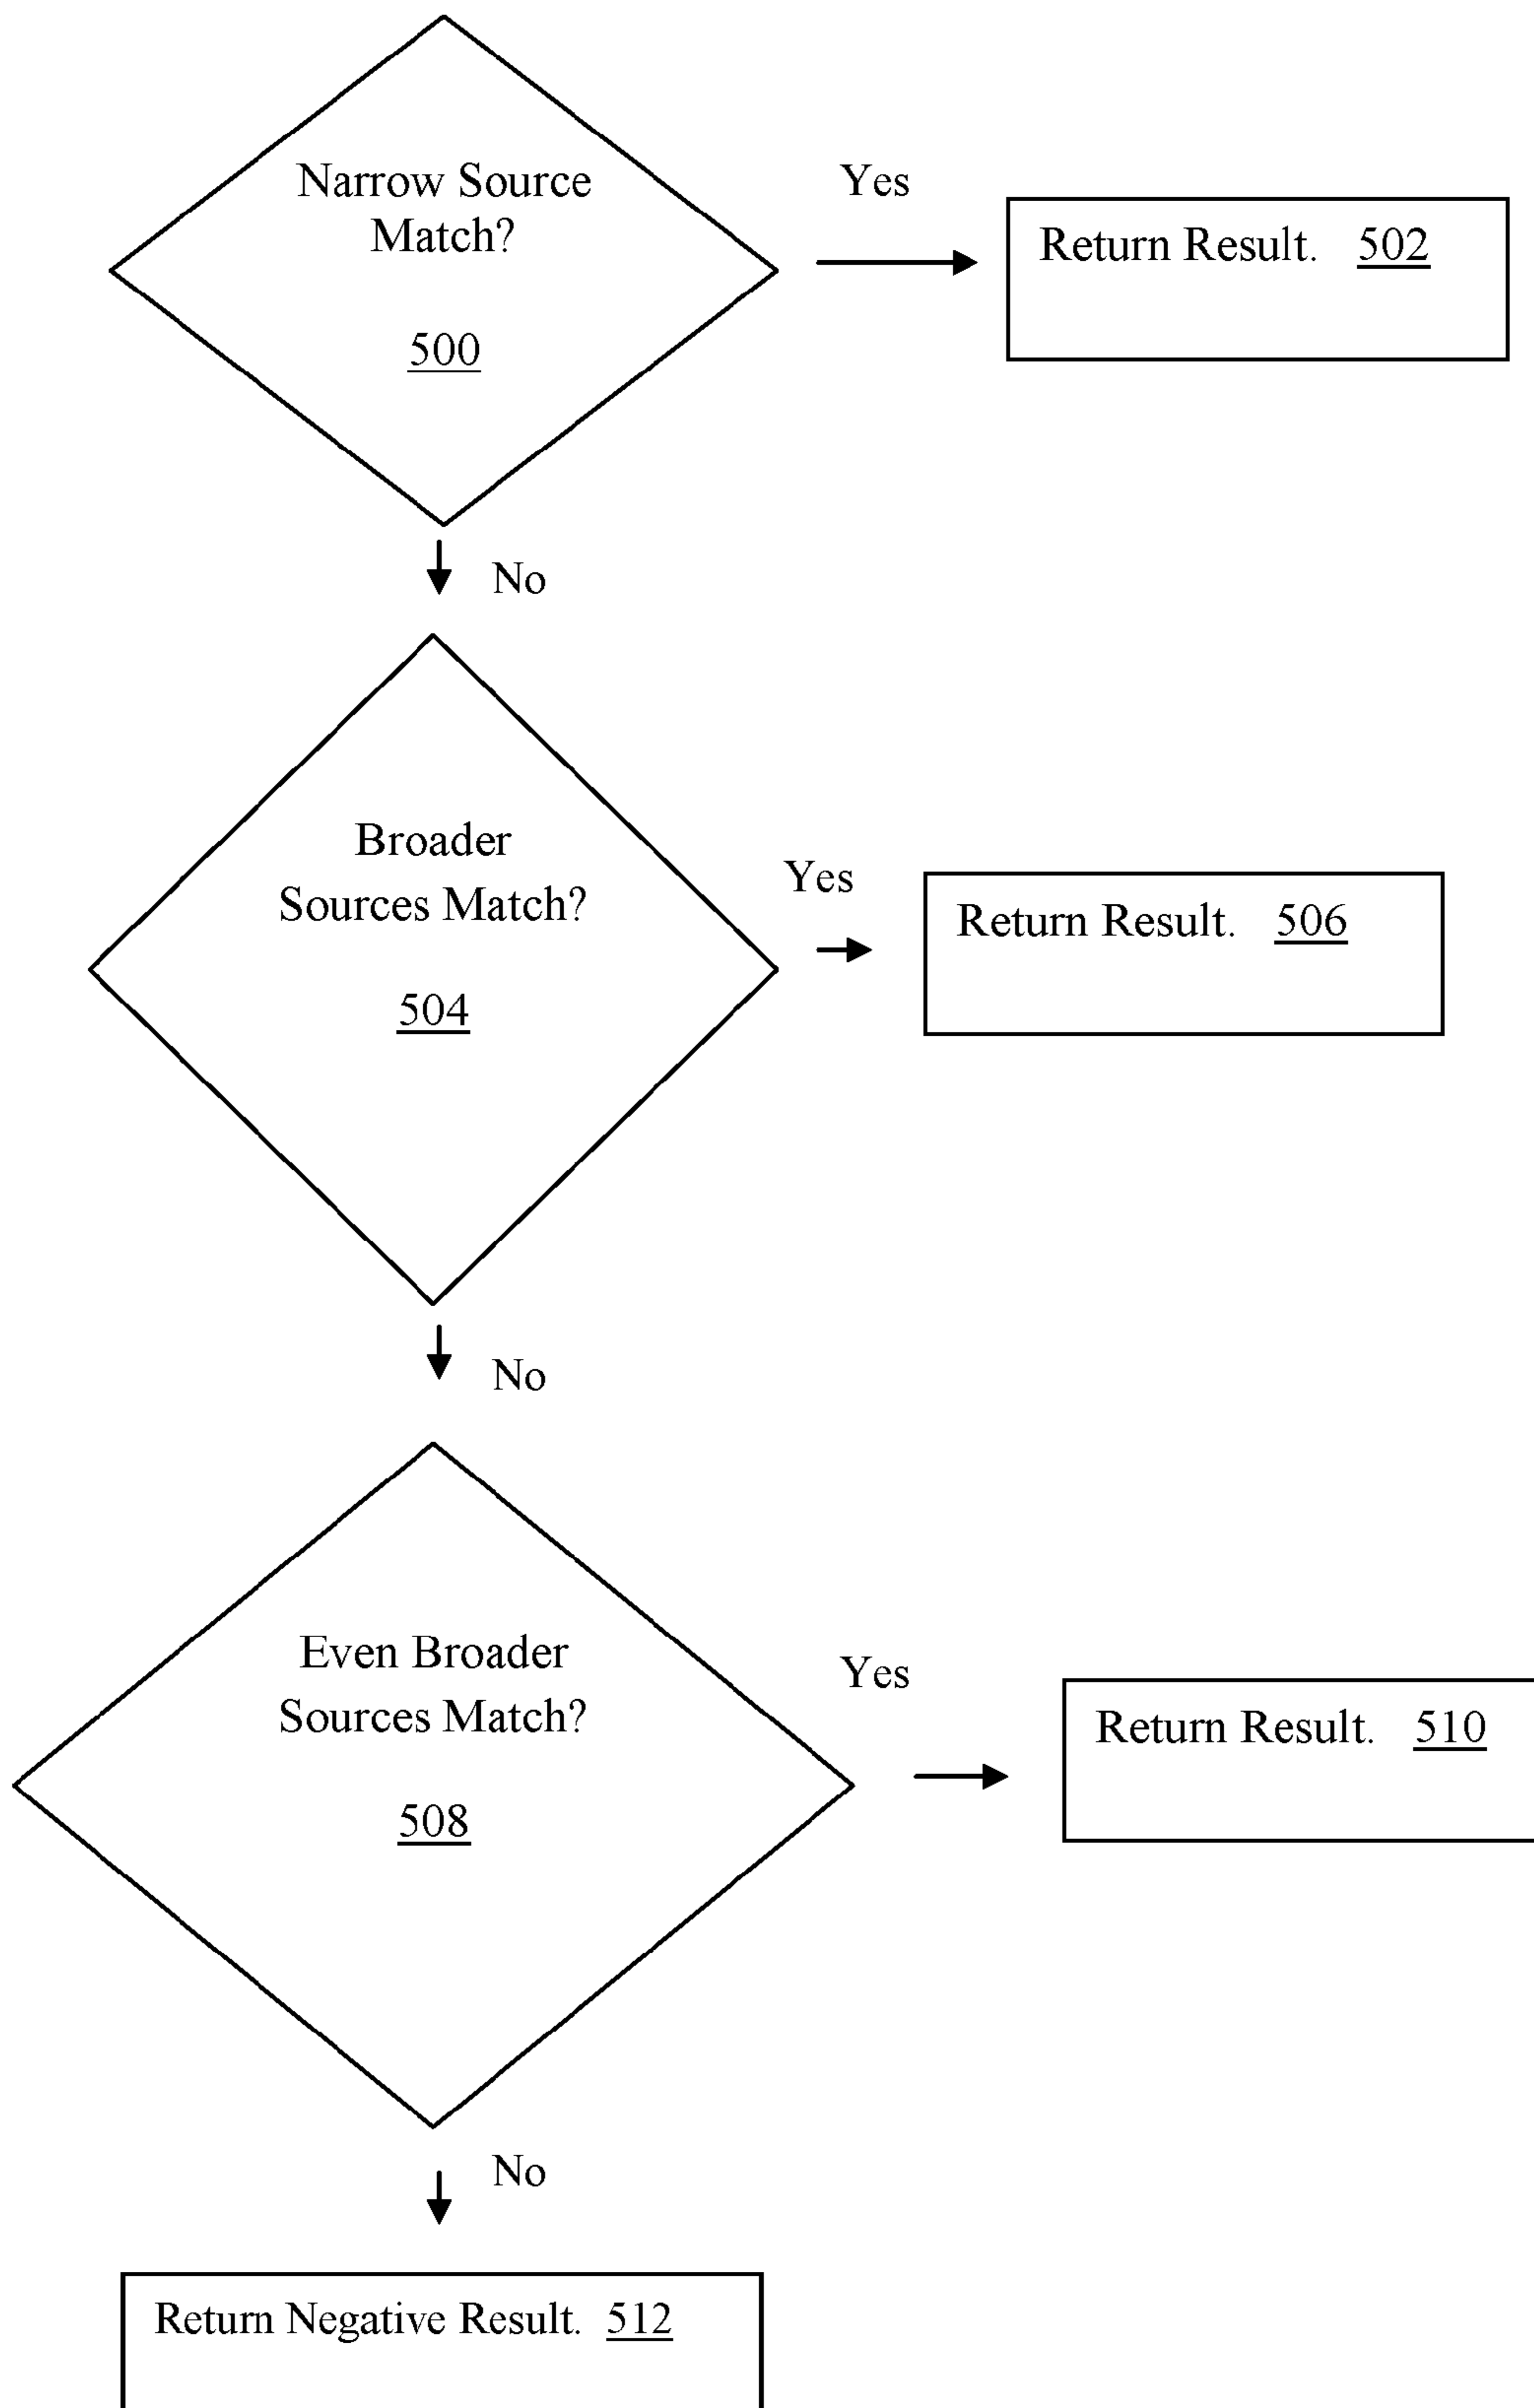 Narrow Source
Match?
500
Yes
Return Result. 502
No
Broader
Sources Match?
504
Yes
Return Result. 506
No
Even Broader
Sources Match?
508
Yes
Return Result. 510
No
Return Negative Result. 512